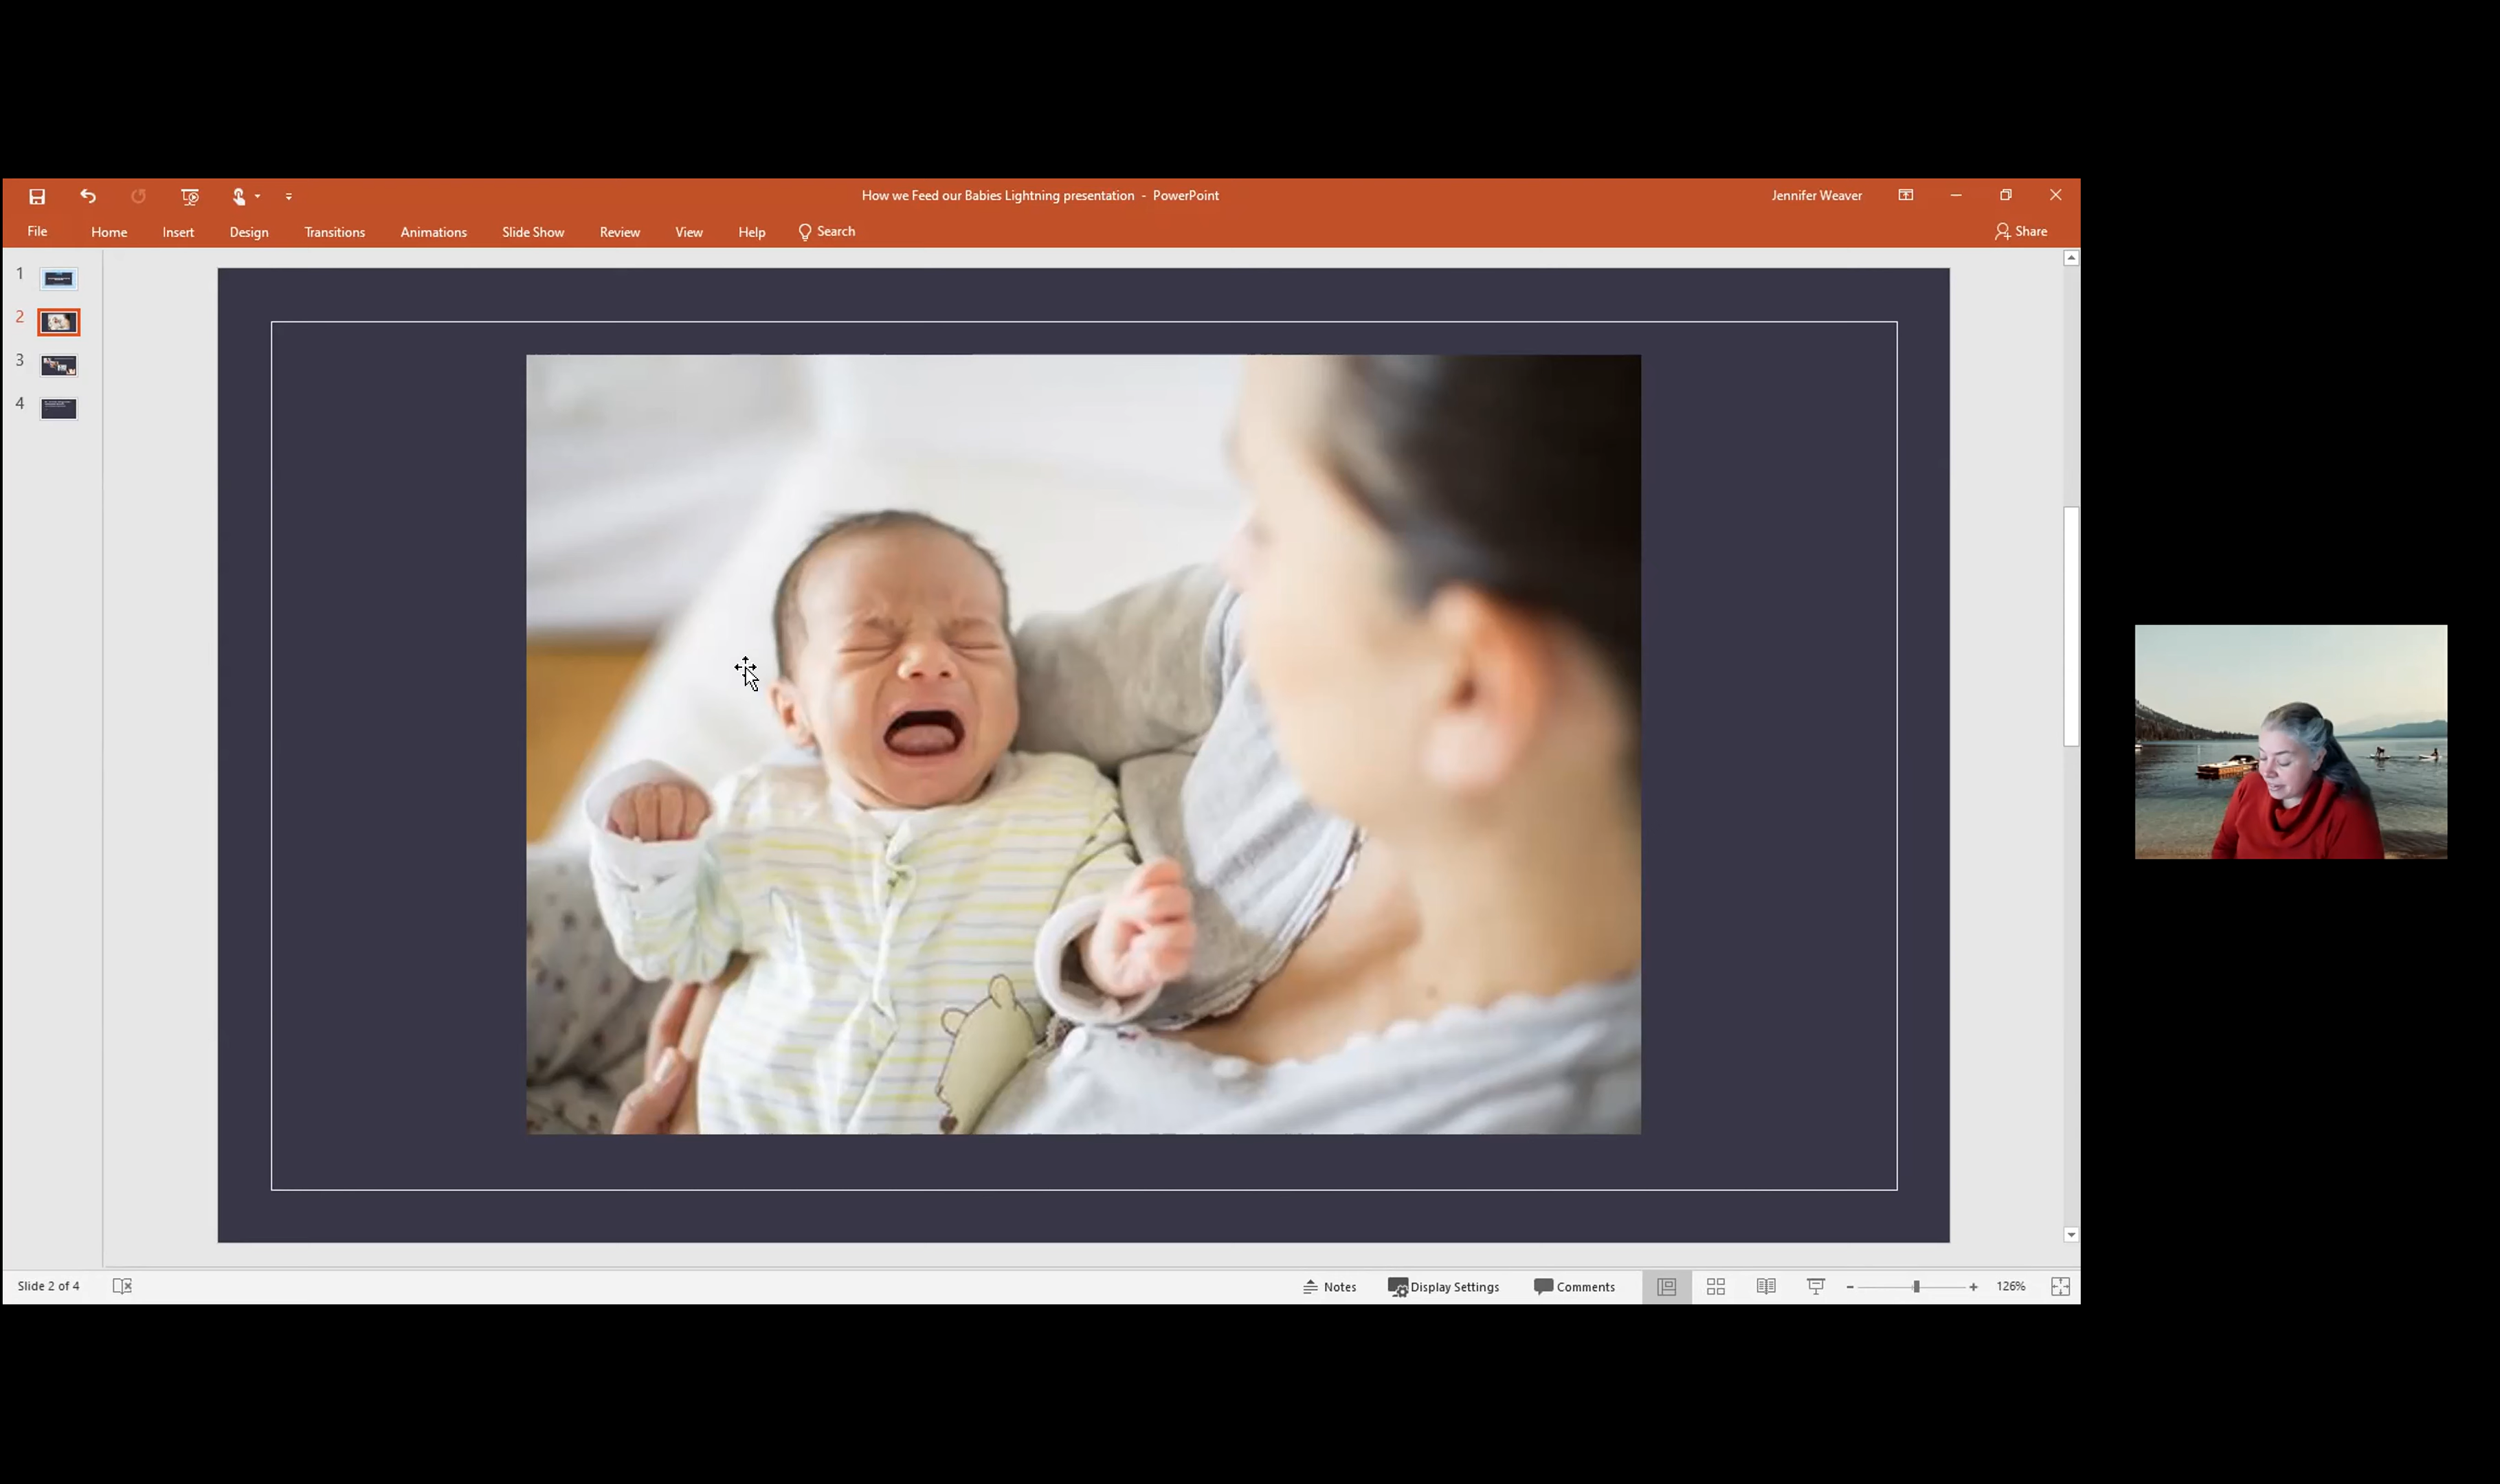 How we Feed our Babies Lightning presentation - PowerPoint
Jennifer Weaver
File Home Insert Design Transitions Animations Slide Show Review View Help Search Share
1
2
3
4
Slide 2 of 4 Notes Display Settings Comments 126%